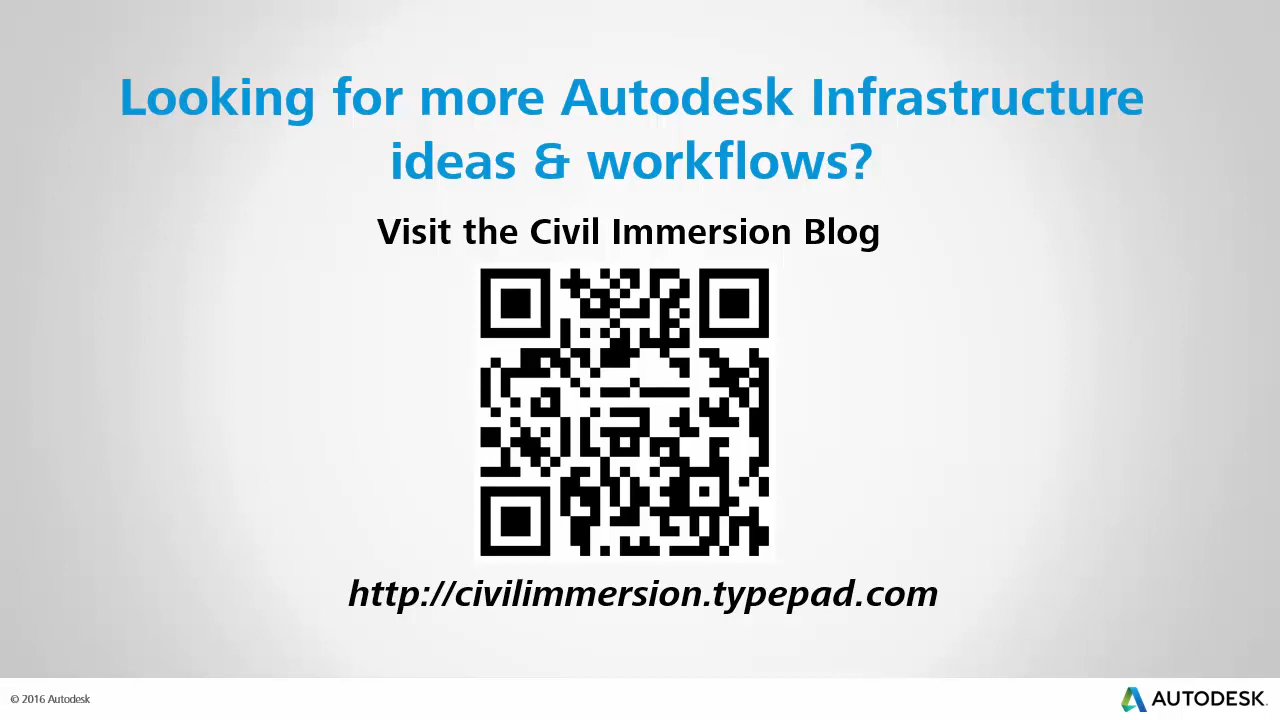 Looking for more Autodesk Infrastructure
ideas & workflows?
Visit the Civil Immersion Blog
http://civilimmersion.typepad.com
© 2016 Autodesk
AUTODESK.